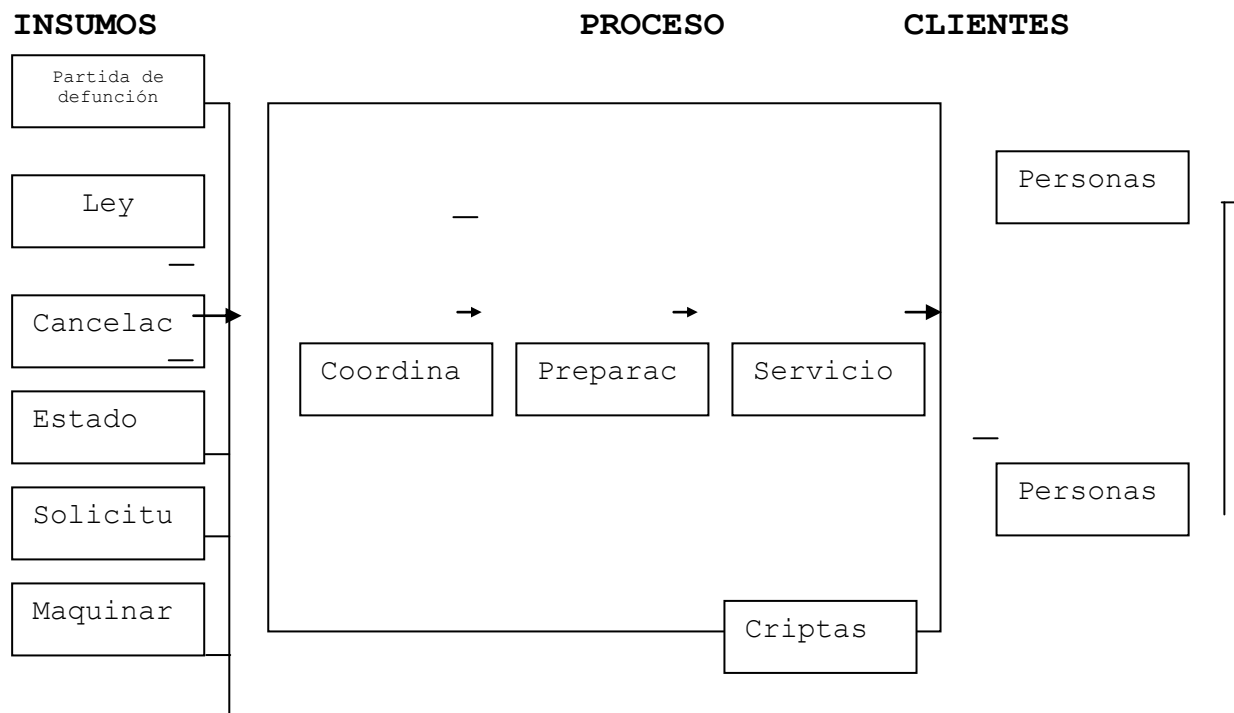 INSUMOS PROCESO CLIENTES
Partida de
defunción
Ley
Cancelac
Estado
Solicitu
Maquinar
Coordina
Preparac
Servicio
Criptas
Personas
Personas